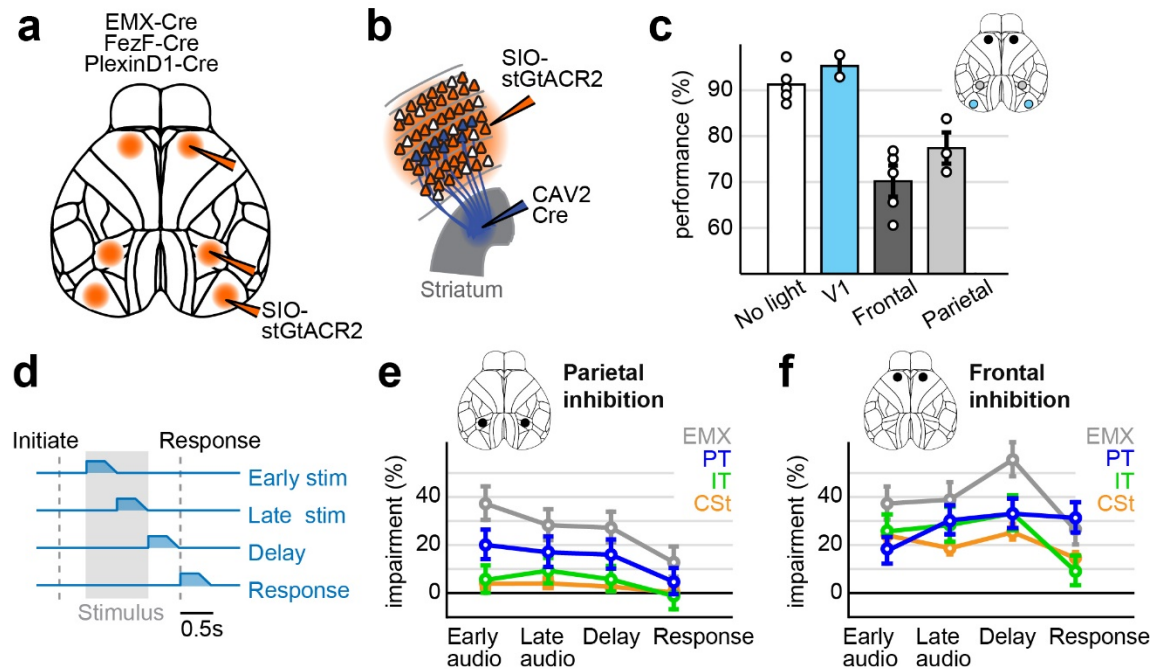 a
EMX-Cre
FezF-Cre
PlexinD1-Cre
SIO-
stGtACR2
b
SIO-
stGtACR2
CAV2
Cre
Striatum
c
performance (%)
90
80
70
60
No light
V1
Frontal
Parietal
d
Initiate
Response
Early stim
Late stim
Delay
Response
Stimulus
0.5s
e
Parietal
inhibition
EMX
PT
IT
CSt
impairment (%)
40
20
0
Early
audio
Late
audio
Delay
Response
f
Frontal
inhibition
EMX
PT
IT
CSt
impairment (%)
40
20
0
Early
audio
Late
audio
Delay
Response